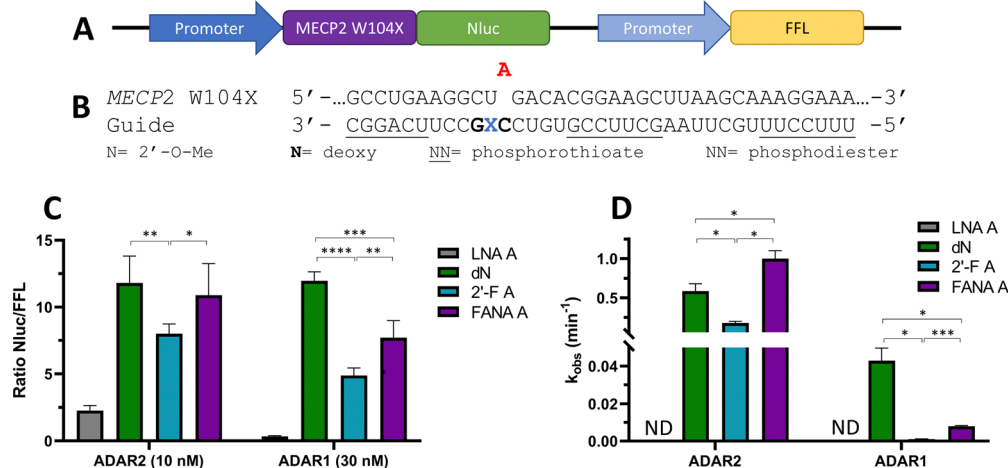 A
Promoter MECP2 W104X Nluc Promoter FFL
A
B
MECP2 W104X 5’ -…GCCUGAAGGCU GACACGGAAGCUUAAGCAAAGGAAA…-3’
Guide 3’ - CGGACUUCCGXCCUGUGCCUUCGAAUUCGUUUCCUUU -5’
N= 2’-O-Me N= deoxy NN= phosphorothioate NN= phosphodiester
C
** * *** **** **
Ratio Nluc/FFL
15
10
5
0
ADAR2 (10 nM) ADAR1 (30 nM)
LNA A
dN
2'-F A
FANA A
D
* * * * * ***
kobs (min-1)
1.0
0.5
0.04
0.02
0.00
ND ND
ADAR2 ADAR1
LNA A
dN
2'-F A
FANA A